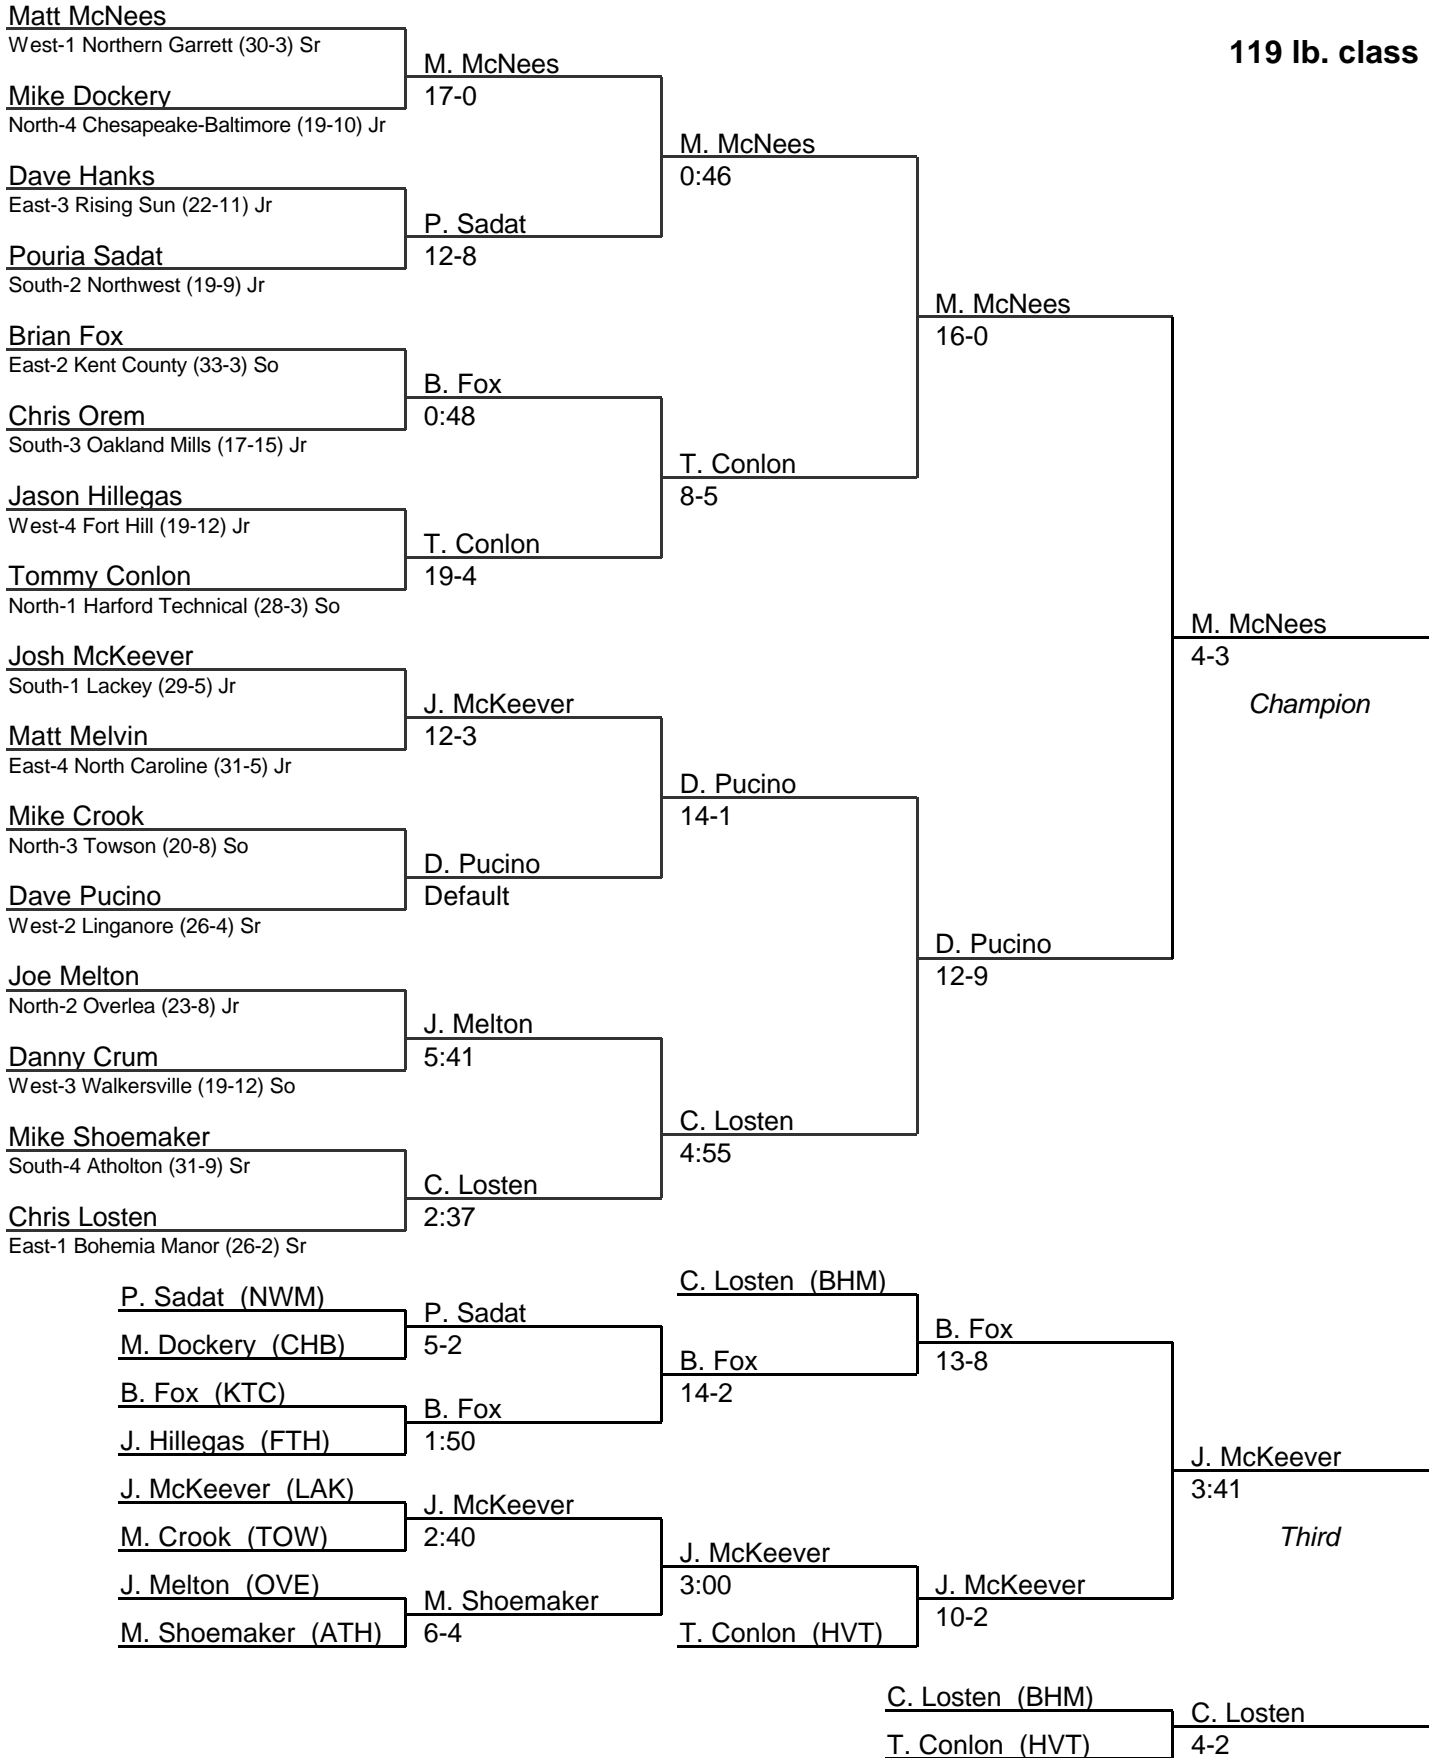 Matt McNees
West-1 Northern Garrett (30-3) Sr
119 lb. class
M. McNees
17-0
Mike Dockery
North-4 Chesapeake-Baltimore (19-10) Jr
M. McNees
0:46
Dave Hanks
East-3 Rising Sun (22-11) Jr
P. Sadat
12-8
Pouria Sadat
South-2 Northwest (19-9) Jr
M. McNees
16-0
Brian Fox
East-2 Kent County (33-3) So
B. Fox
0:48
Chris Orem
South-3 Oakland Mills (17-15) Jr
T. Conlon
8-5
Jason Hillegas
West-4 Fort Hill (19-12) Jr
T. Conlon
19-4
Tommy Conlon
North-1 Harford Technical (28-3) So
M. McNees
4-3
Champion
Josh McKeever
South-1 Lackey (29-5) Jr
J. McKeever
12-3
Matt Melvin
East-4 North Caroline (31-5) Jr
D. Pucino
14-1
Mike Crook
North-3 Towson (20-8) So
D. Pucino
Default
Dave Pucino
West-2 Linganore (26-4) Sr
D. Pucino
12-9
Joe Melton
North-2 Overlea (23-8) Jr
J. Melton
5:41
Danny Crum
West-3 Walkersville (19-12) So
C. Losten
4:55
Mike Shoemaker
South-4 Atholton (31-9) Sr
C. Losten
2:37
Chris Losten
East-1 Bohemia Manor (26-2) Sr
P. Sadat (NWM)
P. Sadat
5-2
M. Dockery (CHB)
C. Losten (BHM)
B. Fox
13-8
B. Fox
14-2
B. Fox (KTC)
B. Fox
1:50
J. Hillegas (FTH)
J. McKeever
3:41
Third
J. McKeever (LAK)
J. McKeever
2:40
M. Crook (TOW)
J. McKeever
3:00
J. McKeever
10-2
J. Melton (OVE)
M. Shoemaker
6-4
M. Shoemaker (ATH)
T. Conlon (HVT)
C. Losten (BHM)
C. Losten
4-2
T. Conlon (HVT)